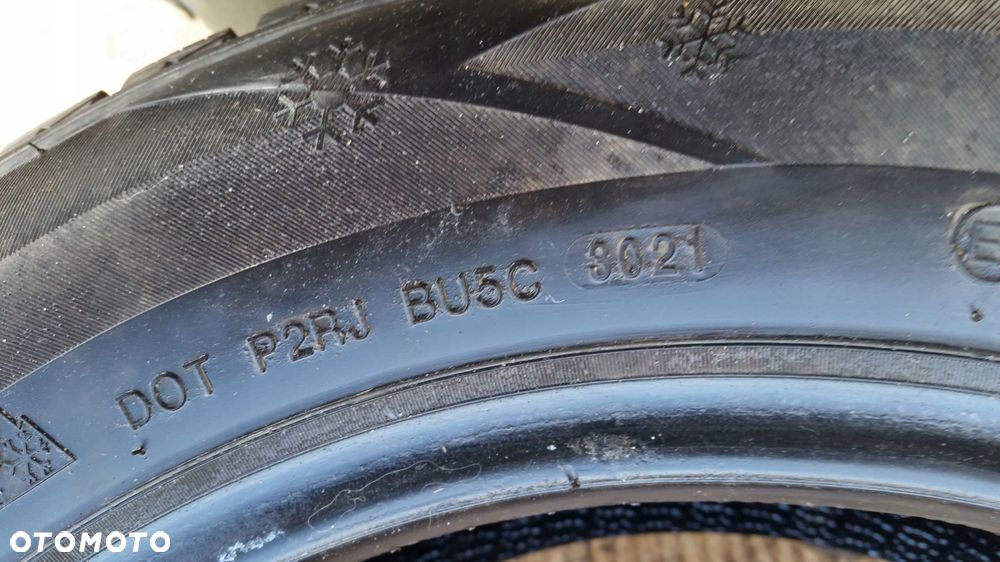 DOT P2RJ BU5C 3021
E
OTOMOTO